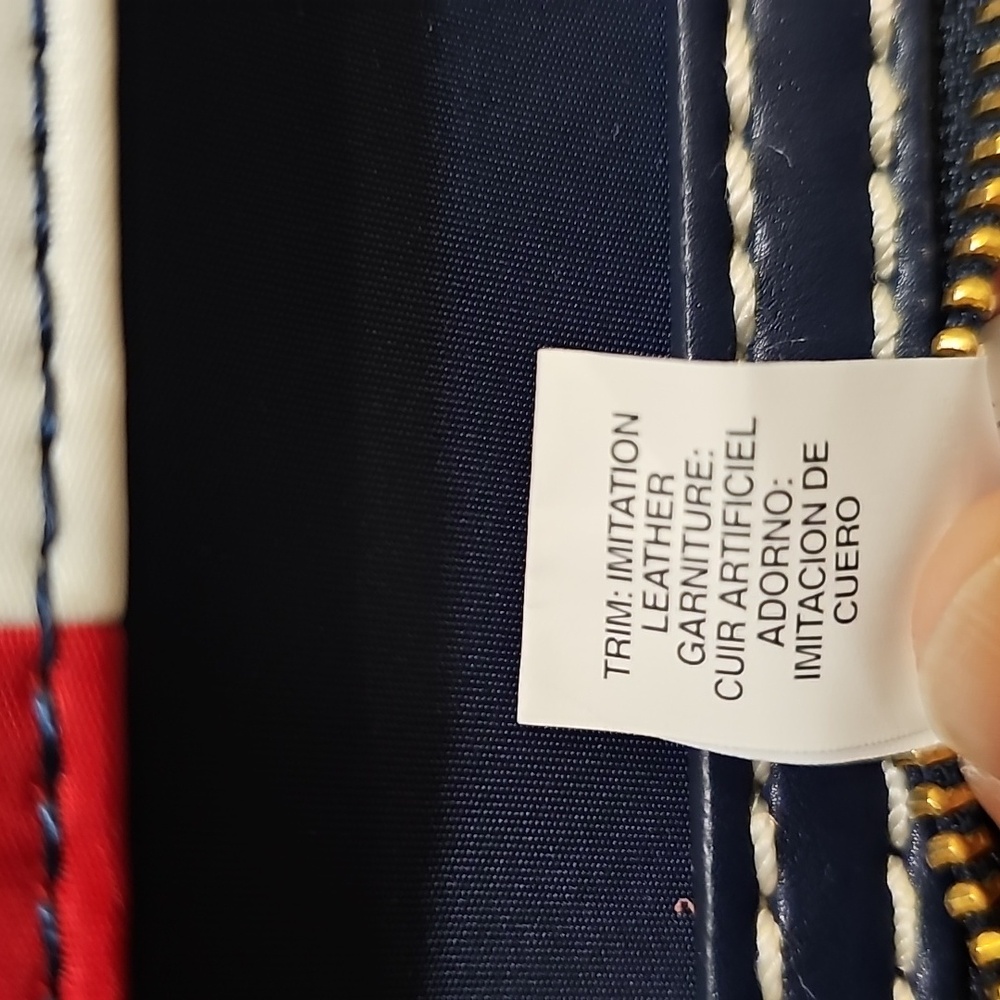 TRIM: IMITATION
LEATHER
GARNITURE:
CUIR ARTIFICIEL
ADORNO:
IMITACION DE
CUERO